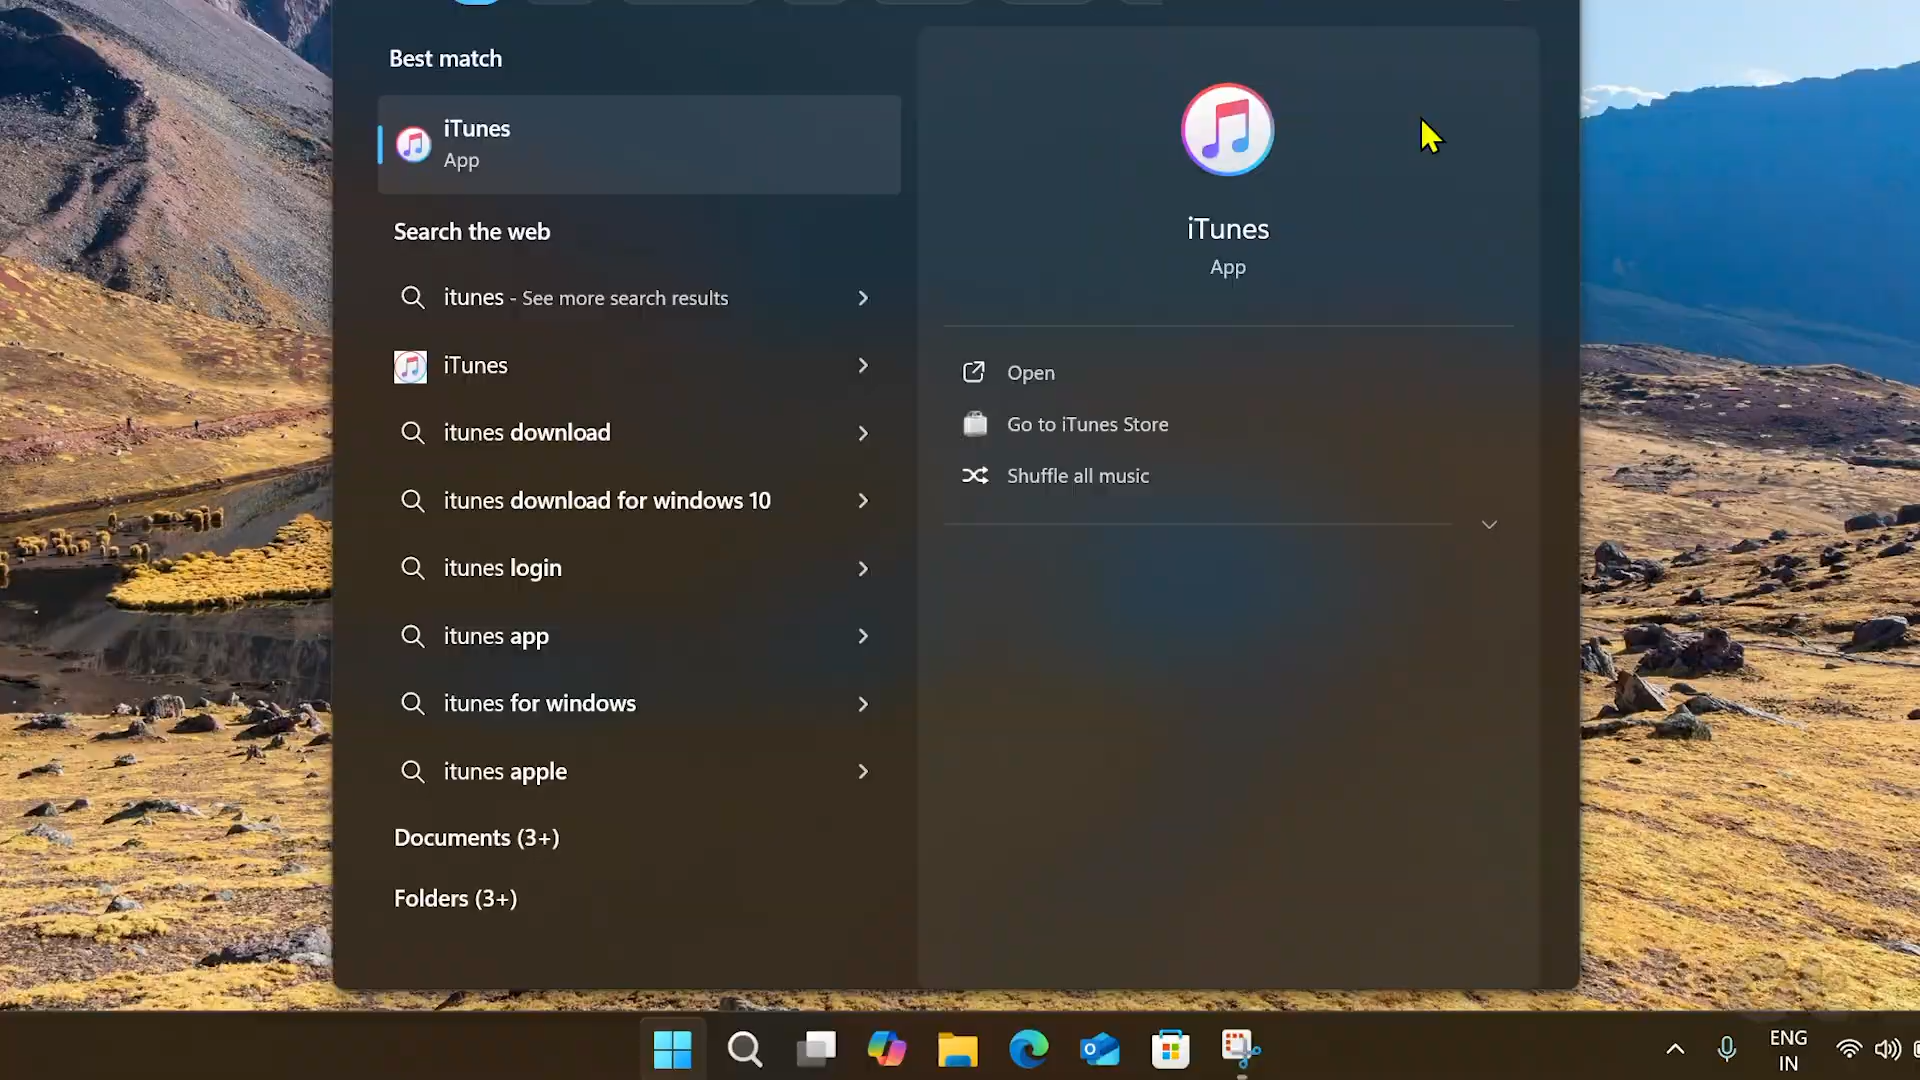 Best match
iTunes
App
Search the web
itunes - See more search results
iTunes
itunes download
itunes download for windows 10
itunes login
itunes app
itunes for windows
itunes apple
Documents (3+)
Folders (3+)
iTunes
App
Open
Go to iTunes Store
Shuffle all music
ENG
IN